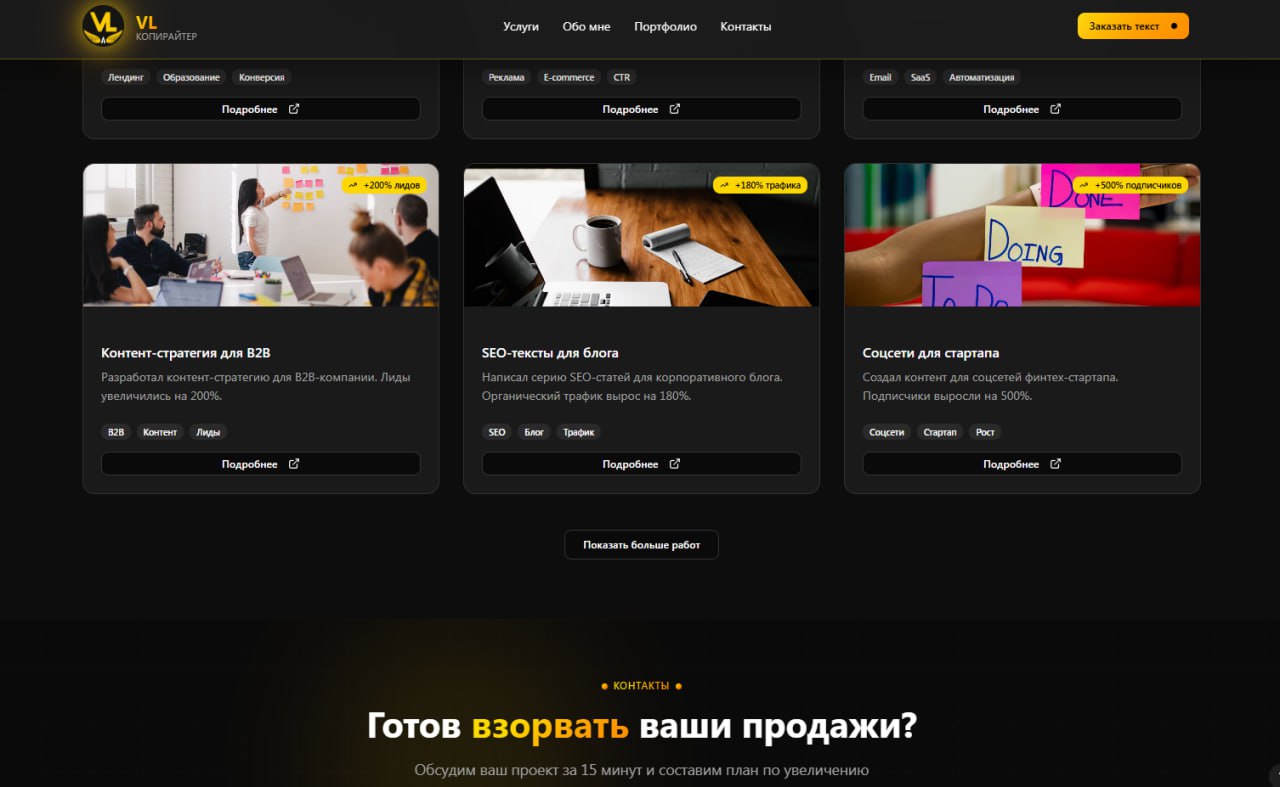 VL
VL
КОПИРАЙТЕР
Услуги
Обо мне
Портфолио
Контакты
Заказать текст
Лендинг
Образование
Конверсия
Реклама
E-commerce
CTR
Email
SaaS
Автоматизация
Подробнее
Подробнее
Подробнее
+200% лидов
+180% трафика
+500% подписчиков
DONE
DOING
To Do
Контент-стратегия для B2B
Разработал контент-стратегию для B2B-компании. Лиды
увеличились на 200%.
B2B
Контент
Лиды
Подробнее
SEO-тексты для блога
Написал серию SEO-статей для корпоративного блога.
Органический трафик вырос на 180%.
SEO
Блог
Трафик
Подробнее
Соцсети для стартапа
Создал контент для соцсетей финтех-стартапа.
Подписчики выросли на 500%.
Соцсети
Стартап
Рост
Подробнее
Показать больше работ
КОНТАКТЫ
Готов взорвать ваши продажи?
Обсудим ваш проект за 15 минут и составим план по увеличению